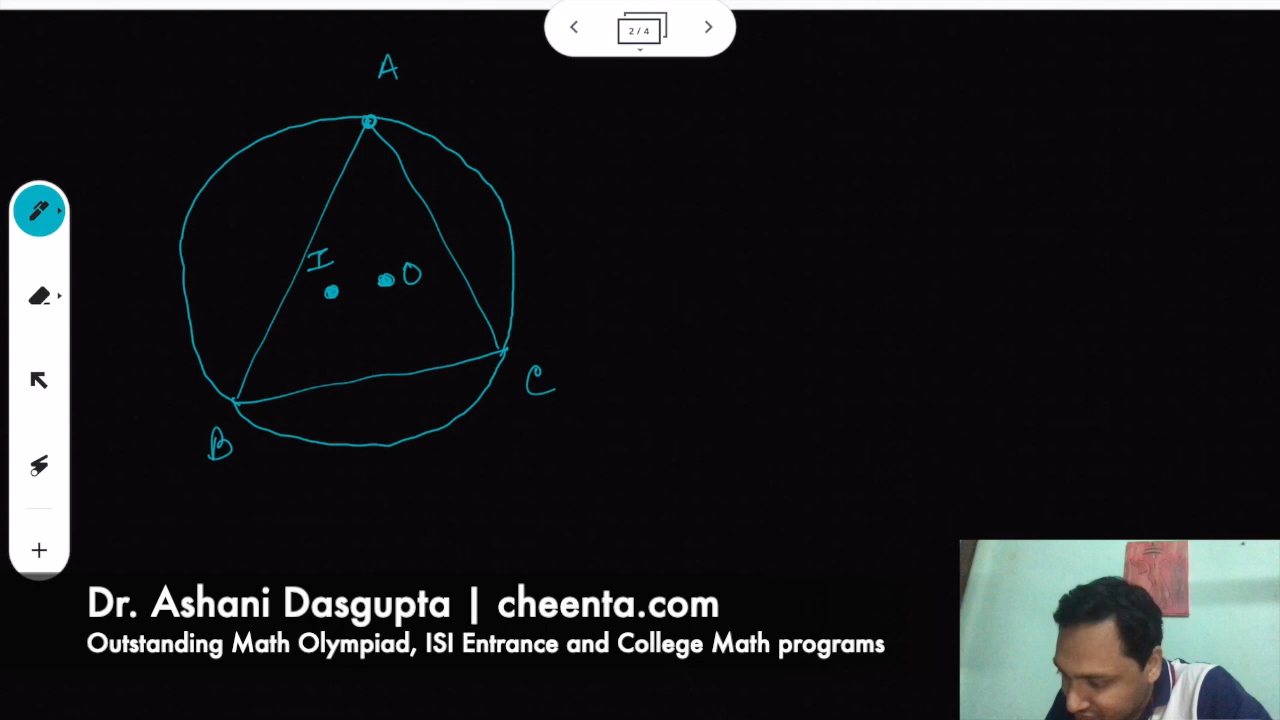 2 / 4
A
I
O
C
B
Dr. Ashani Dasgupta | cheenta.com
Outstanding Math Olympiad, ISI Entrance and College Math programs